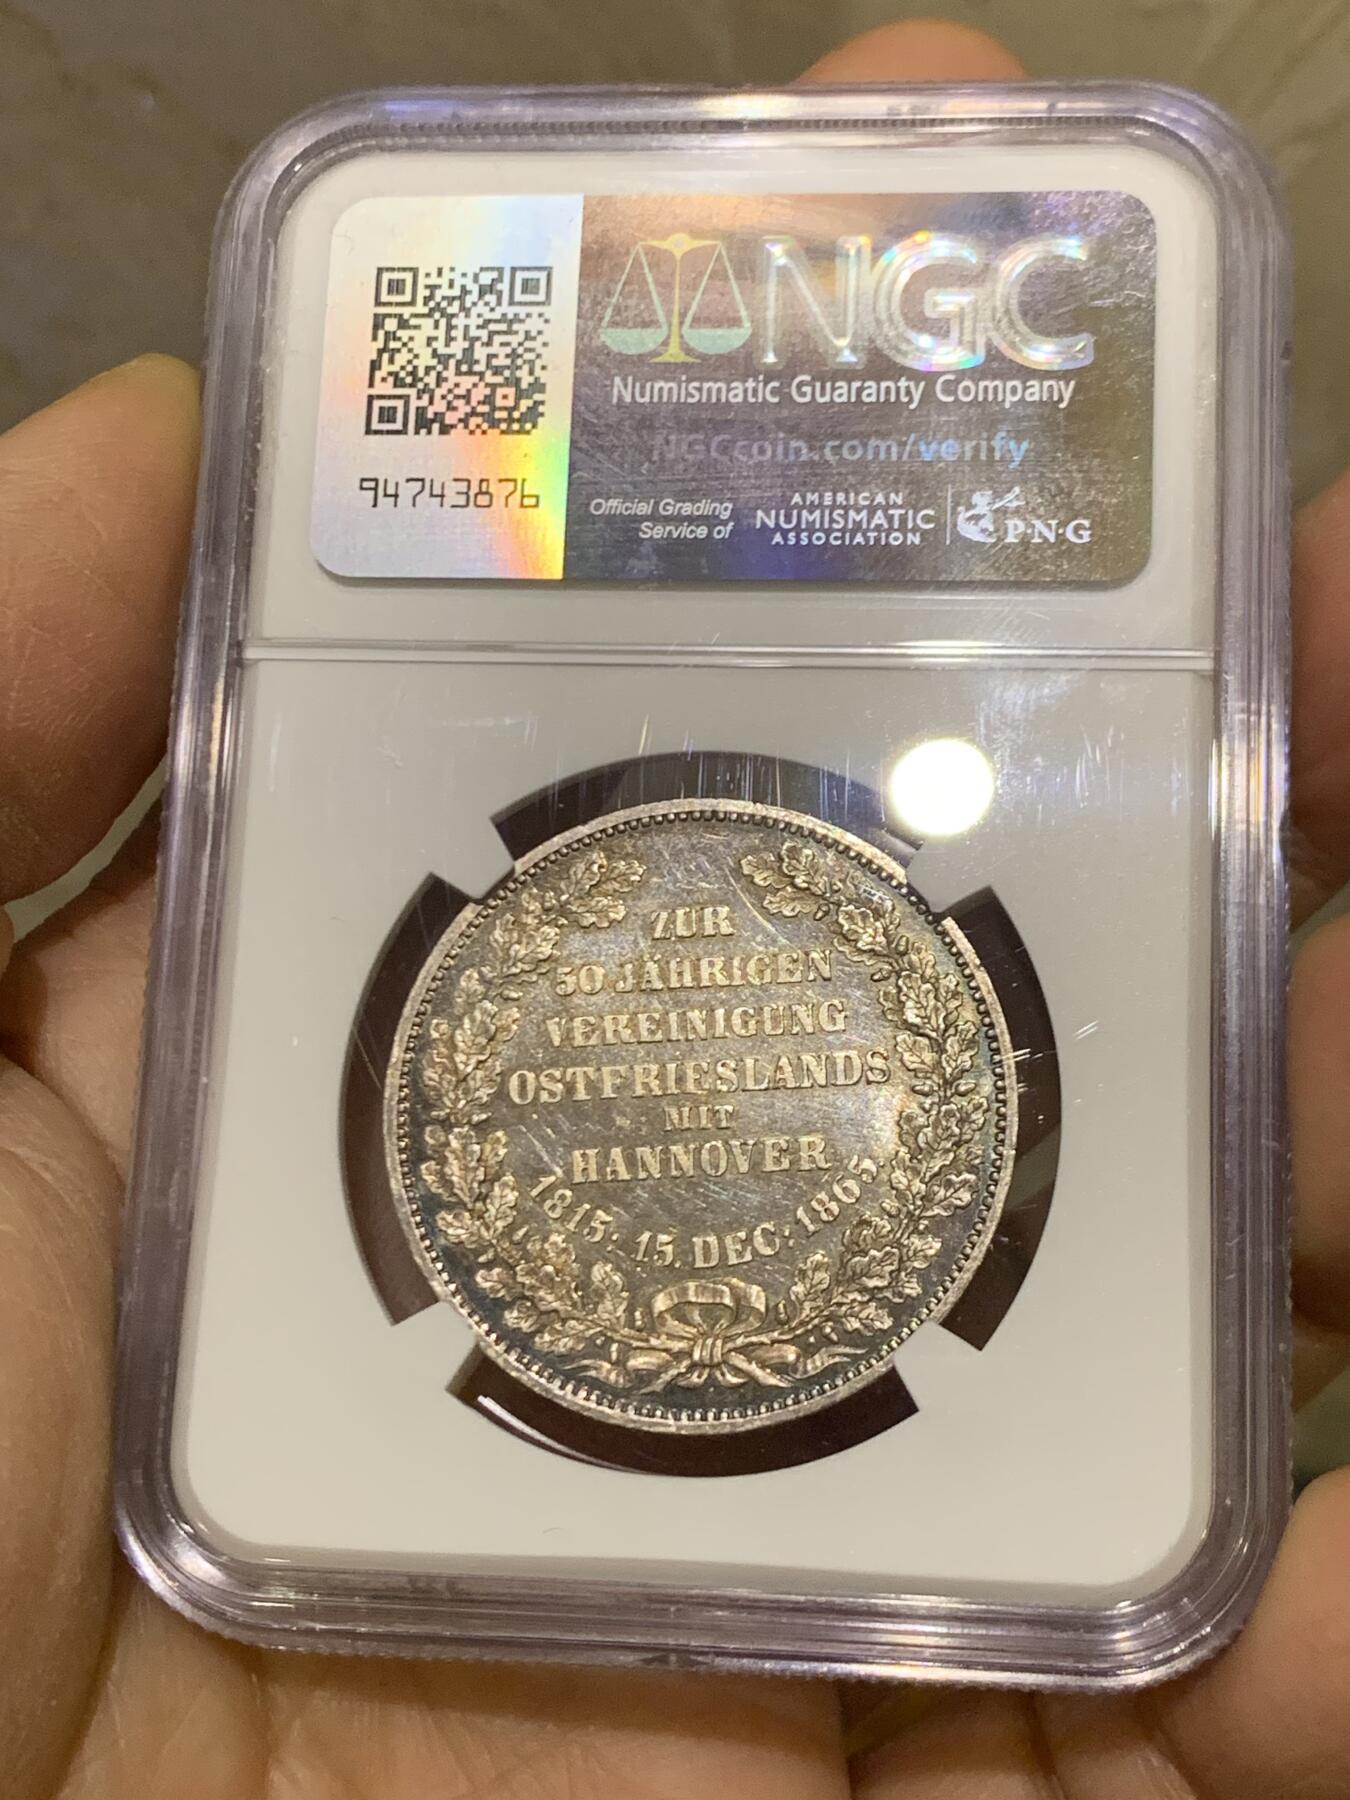 NGC
Numismatic Guaranty Company
NGCcoin.com/verify
94743876
Official Grading
Service of
AMERICAN
NUMISMATIC
ASSOCIATION
P·N·G
ZUR
50 JÄHRIGEN
VEREINIGUNG
OSTFRIESLANDS
MIT
HANNOVER
1815. 15. DEC. 1865.